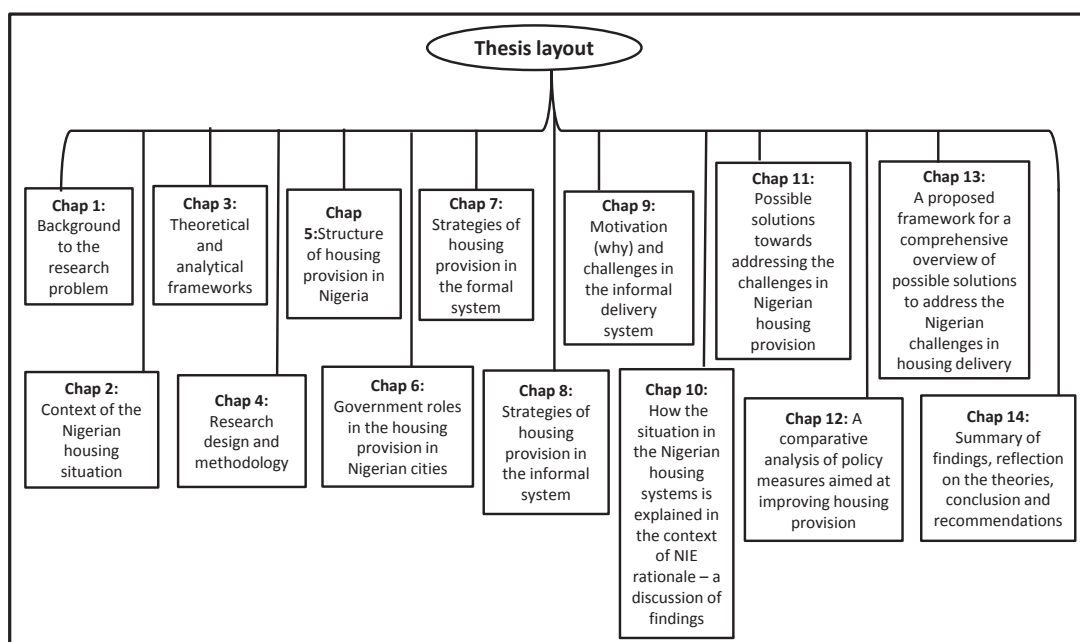 Thesis layout
Chap 1:
Background
to the
research
problem
Chap 2:
Context of the
Nigerian
housing
situation
Chap 3:
Theoretical
and
analytical
frameworks
Chap 4:
Research
design and
methodology
Chap
5:Structure
of housing
provision in
Nigeria
Chap 6:
Government roles
in the housing
provision in
Nigerian cities
Chap 7:
Strategies of
housing
provision in
the formal
system
Chap 8:
Strategies of
housing
provision in
the informal
system
Chap 9:
Motivation
(why) and
challenges in
the informal
delivery
system
Chap 10:
How the
situation in
the Nigerian
housing
systems is
explained in
the context
of NIE
rationale – a
discussion of
findings
Chap 11:
Possible
solutions
towards
addressing the
challenges in
Nigerian
housing
provision
Chap 12: A
comparative
analysis of policy
measures aimed at
improving housing
provision
Chap 13:
A proposed
framework for a
comprehensive
overview of
possible solutions
to address the
Nigerian
challenges in
housing delivery
Chap 14:
Summary of
findings, reflection
on the theories,
conclusion and
recommendations